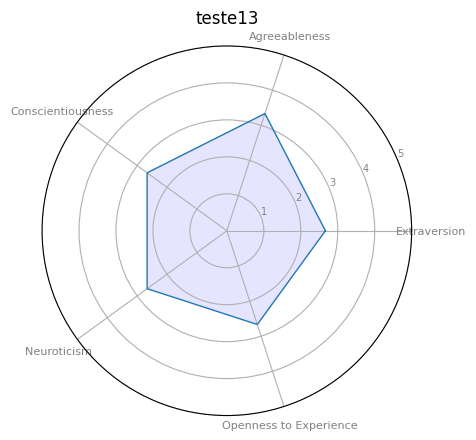 teste13
Agreeableness
Conscientiousness
5
4
3
2
1
Extraversion
Neuroticism
Openness to Experience